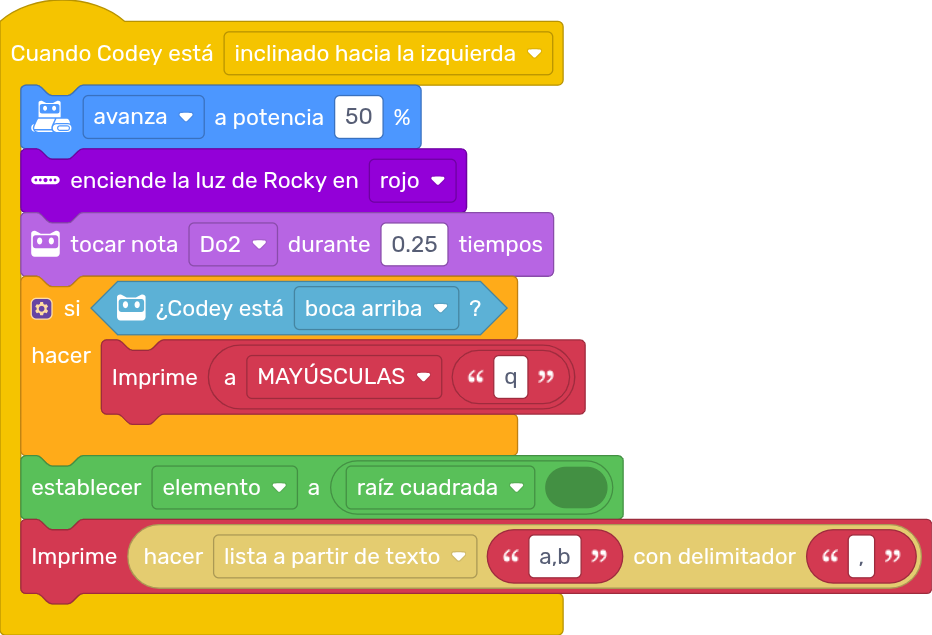 Cuando Codey está inclinado hacia la izquierda
avanza a potencia 50 %
enciende la luz de Rocky en rojo
tocar nota Do2 durante 0.25 tiempos
si ¿Codey está boca arriba ?
hacer
Imprime a MAYÚSCULAS “ q ”
establecer elemento a raíz cuadrada
Imprime hacer lista a partir de texto “ a,b ” con delimitador “ , ”